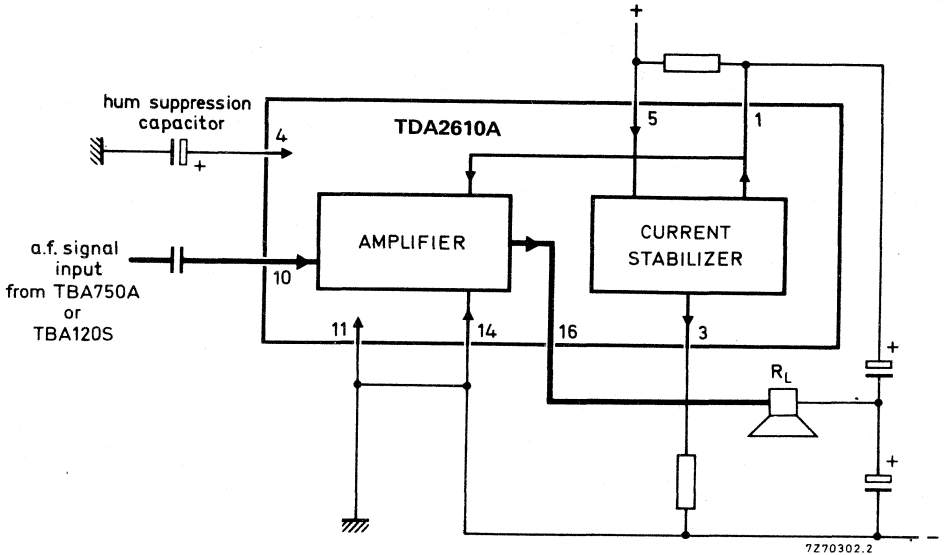 +
hum suppression
capacitor
+
4
TDA2610A
5
1
AMPLIFIER
CURRENT
STABILIZER
a.f. signal
input
from TBA750A
or
TBA120S
10
11
14
16
3
RL
+
+
-
7Z70302.2